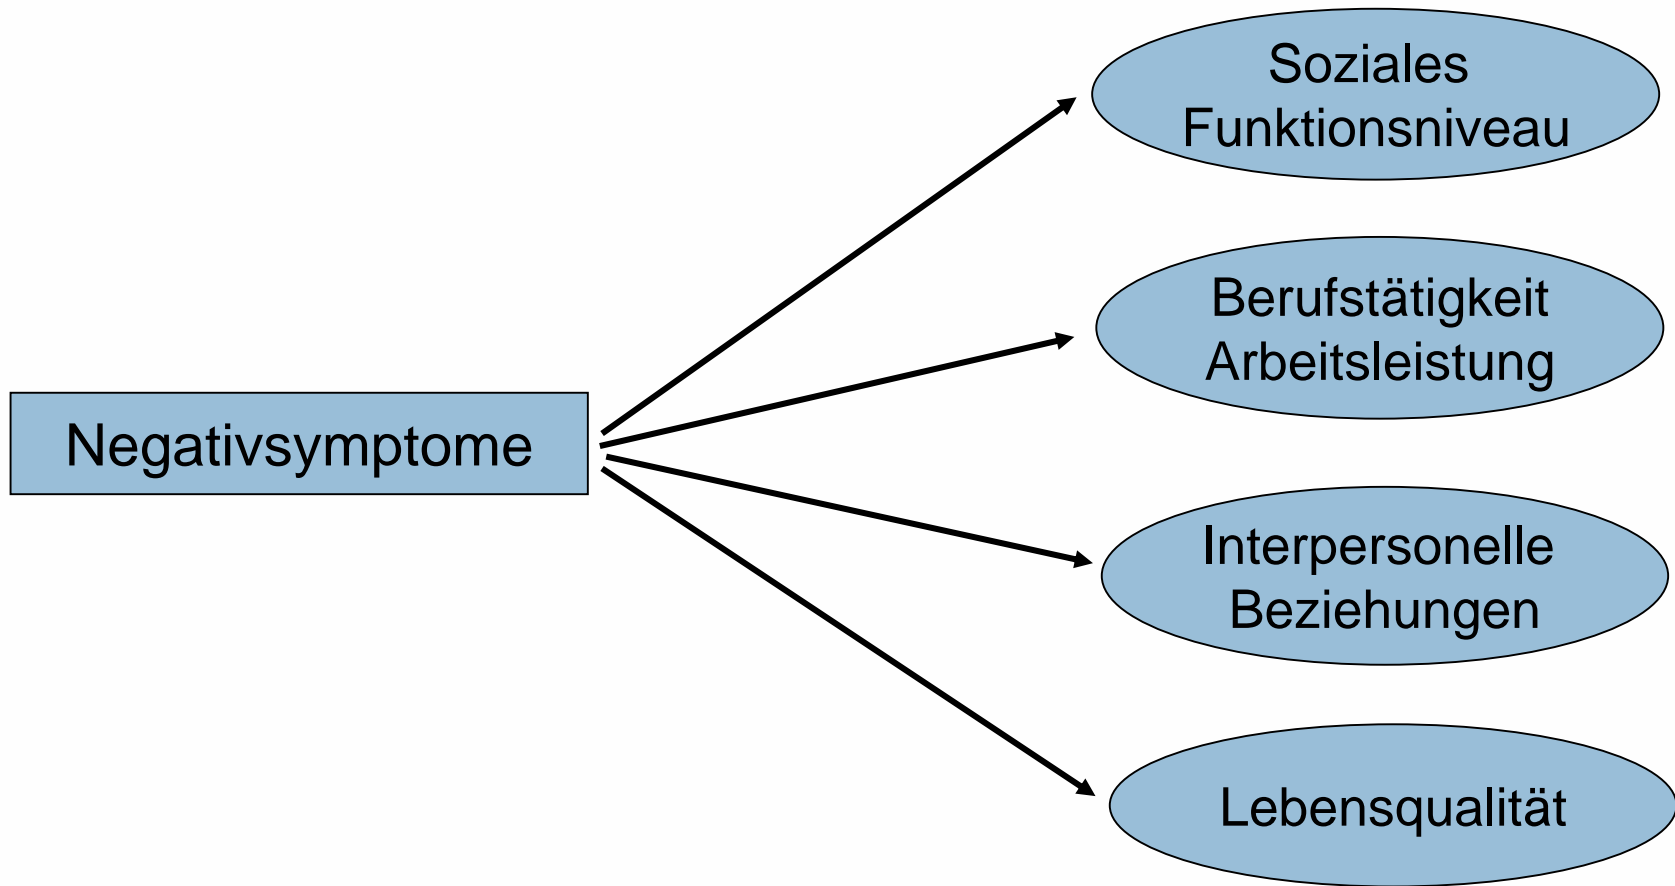 Soziales
Funktionsniveau
Berufstätigkeit
Arbeitsleistung
Negativsymptome
Interpersonelle
Beziehungen
Lebensqualität